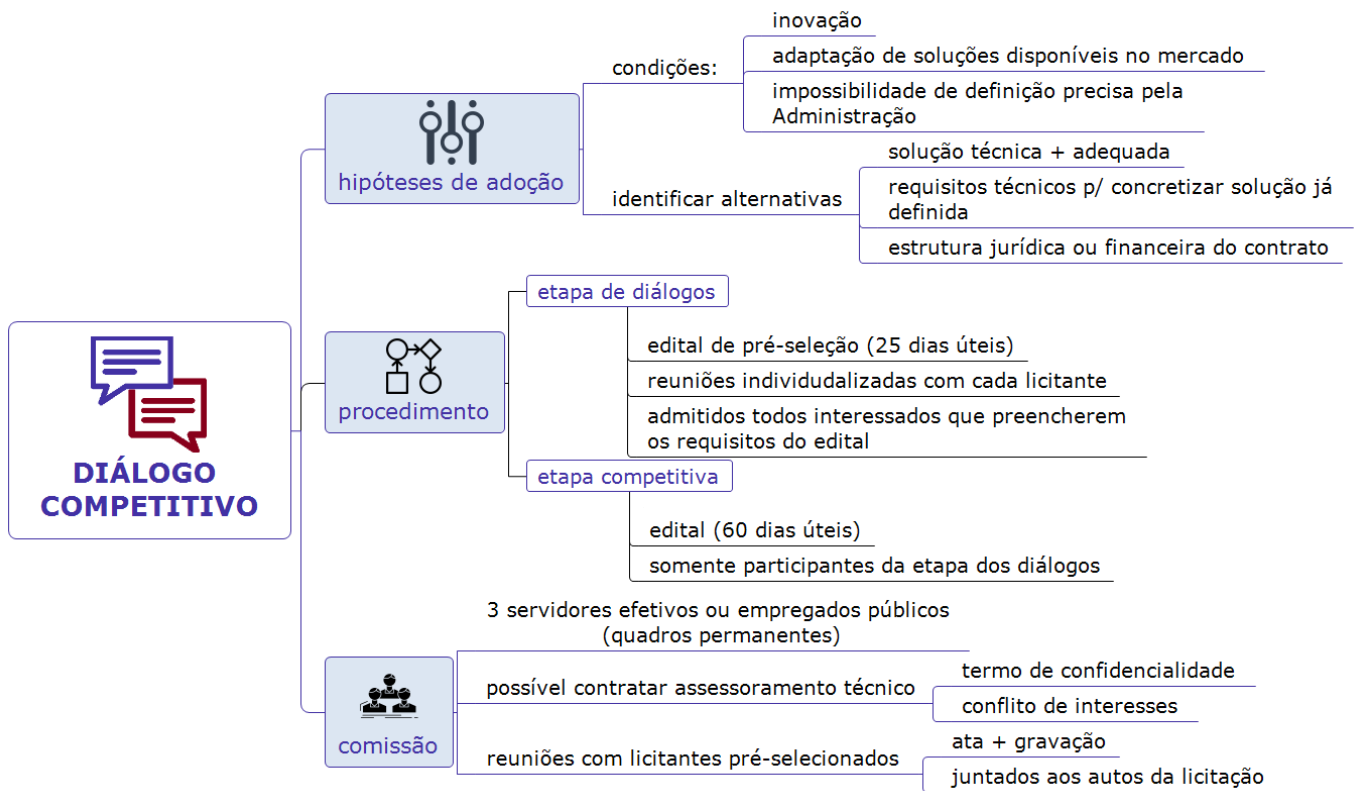 DIÁLOGO
COMPETITIVO
hipóteses de adoção
condições:
inovação
adaptação de soluções disponíveis no mercado
impossibilidade de definição precisa pela
Administração
identificar alternativas
solução técnica + adequada
requisitos técnicos p/ concretizar solução já
definida
estrutura jurídica ou financeira do contrato
procedimento
etapa de diálogos
edital de pré-seleção (25 dias úteis)
reuniões individudalizadas com cada licitante
admitidos todos interessados que preencherem
os requisitos do edital
etapa competitiva
edital (60 dias úteis)
somente participantes da etapa dos diálogos
comissão
3 servidores efetivos ou empregados públicos
(quadros permanentes)
possível contratar assessoramento técnico
termo de confidencialidade
conflito de interesses
reuniões com licitantes pré-selecionados
ata + gravação
juntados aos autos da licitação